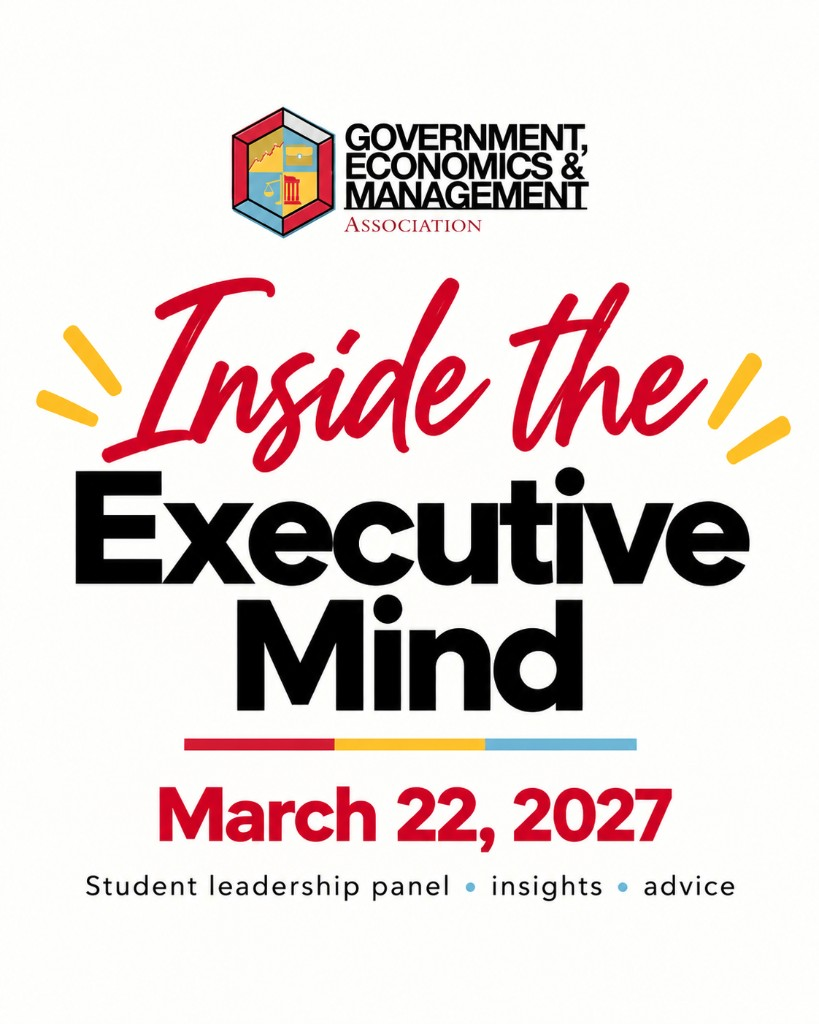 GOVERNMENT,
ECONOMICS &
MANAGEMENT
ASSOCIATION
Inside the
Executive
Mind
March 22, 2027
Student leadership panel • insights • advice